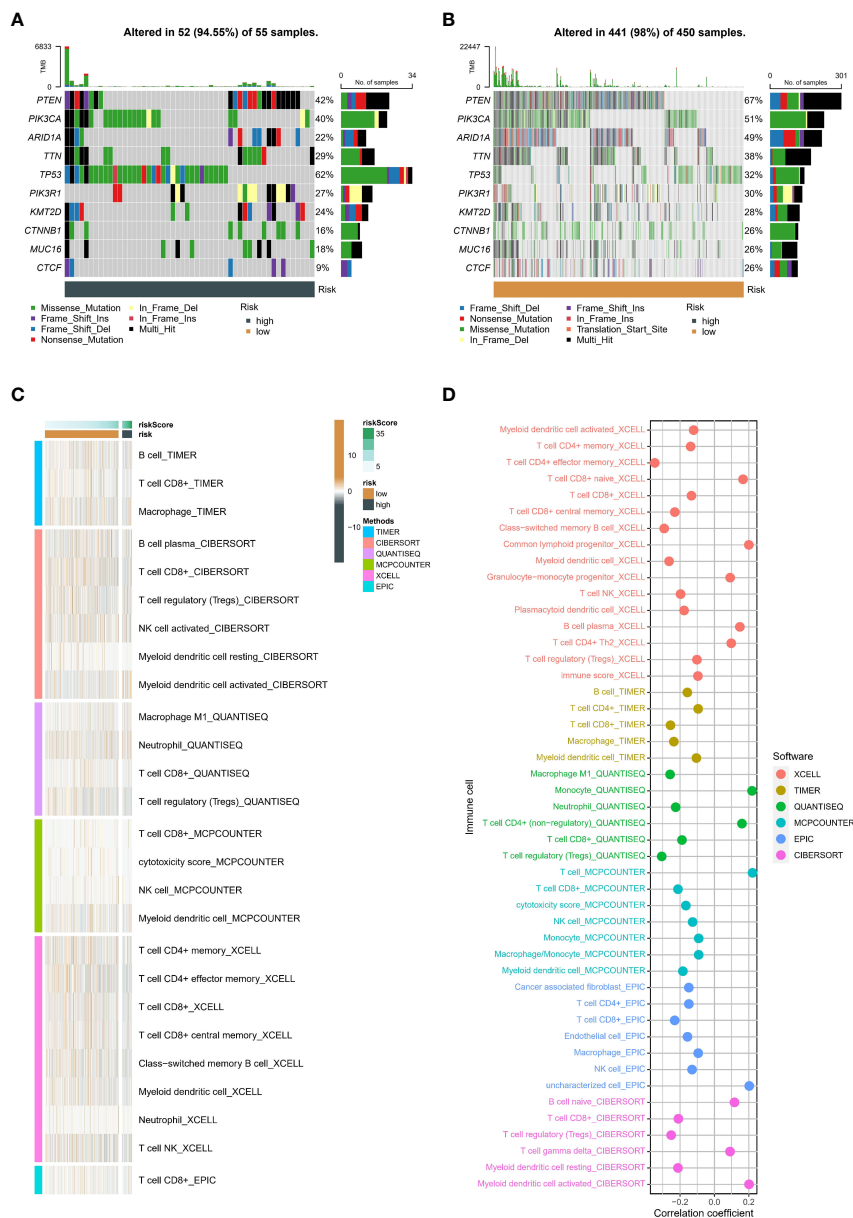 A
Altered in 52 (94.55%) of 55 samples.
6833
TMB
0
0 34
No. of samples
PTEN 42%
PIK3CA 40%
ARID1A 22%
TTN 29%
TP53 62%
PIK3R1 27%
KMT2D 24%
CTNNB1 16%
MUC16 18%
CTCF 9%
Risk
Missense_Mutation
Frame_Shift_Ins
Frame_Shift_Del
Nonsense_Mutation
In_Frame_Del
In_Frame_Ins
Multi_Hit
Risk
high
low
B
Altered in 441 (98%) of 450 samples.
22447
TMB
0
0 301
No. of samples
PTEN 67%
PIK3CA 51%
ARID1A 49%
TTN 38%
TP53 32%
PIK3R1 30%
KMT2D 28%
CTNNB1 26%
MUC16 26%
CTCF 26%
Risk
Frame_Shift_Del
Nonsense_Mutation
Missense_Mutation
In_Frame_Del
Frame_Shift_Ins
In_Frame_Ins
Translation_Start_Site
Multi_Hit
Risk
high
low
C
riskScore
risk
B cell_TIMER
T cell CD8+_TIMER
Macrophage_TIMER
B cell plasma_CIBERSORT
T cell CD8+_CIBERSORT
T cell regulatory (Tregs)_CIBERSORT
NK cell activated_CIBERSORT
Myeloid dendritic cell resting_CIBERSORT
Myeloid dendritic cell activated_CIBERSORT
Macrophage M1_QUANTISEQ
Neutrophil_QUANTISEQ
T cell CD8+_QUANTISEQ
T cell regulatory (Tregs)_QUANTISEQ
T cell CD8+_MCPCOUNTER
cytotoxicity score_MCPCOUNTER
NK cell_MCPCOUNTER
Myeloid dendritic cell_MCPCOUNTER
T cell CD4+ memory_XCELL
T cell CD4+ effector memory_XCELL
T cell CD8+_XCELL
T cell CD8+ central memory_XCELL
Class−switched memory B cell_XCELL
Myeloid dendritic cell_XCELL
Neutrophil_XCELL
T cell NK_XCELL
T cell CD8+_EPIC
10
0
−10
riskScore
35
5
risk
low
high
Methods
TIMER
CIBERSORT
QUANTISEQ
MCPCOUNTER
XCELL
EPIC
D
Immune cell
Myeloid dendritic cell activated_XCELL
T cell CD4+ memory_XCELL
T cell CD4+ effector memory_XCELL
T cell CD8+ naive_XCELL
T cell CD8+_XCELL
T cell CD8+ central memory_XCELL
Class−switched memory B cell_XCELL
Common lymphoid progenitor_XCELL
Myeloid dendritic cell_XCELL
Granulocyte−monocyte progenitor_XCELL
T cell NK_XCELL
Plasmacytoid dendritic cell_XCELL
B cell plasma_XCELL
T cell CD4+ Th2_XCELL
T cell regulatory (Tregs)_XCELL
immune score_XCELL
B cell_TIMER
T cell CD4+_TIMER
T cell CD8+_TIMER
Macrophage_TIMER
Myeloid dendritic cell_TIMER
Macrophage M1_QUANTISEQ
Monocyte_QUANTISEQ
Neutrophil_QUANTISEQ
T cell CD4+ (non−regulatory)_QUANTISEQ
T cell CD8+_QUANTISEQ
T cell regulatory (Tregs)_QUANTISEQ
T cell_MCPCOUNTER
T cell CD8+_MCPCOUNTER
cytotoxicity score_MCPCOUNTER
NK cell_MCPCOUNTER
Monocyte_MCPCOUNTER
Macrophage/Monocyte_MCPCOUNTER
Myeloid dendritic cell_MCPCOUNTER
Cancer associated fibroblast_EPIC
T cell CD4+_EPIC
T cell CD8+_EPIC
Endothelial cell_EPIC
Macrophage_EPIC
NK cell_EPIC
uncharacterized cell_EPIC
B cell naive_CIBERSORT
T cell CD8+_CIBERSORT
T cell regulatory (Tregs)_CIBERSORT
T cell gamma delta_CIBERSORT
Myeloid dendritic cell resting_CIBERSORT
Myeloid dendritic cell activated_CIBERSORT
−0.2 0.0 0.2
Correlation coefficient
Software
XCELL
TIMER
QUANTISEQ
MCPCOUNTER
EPIC
CIBERSORT